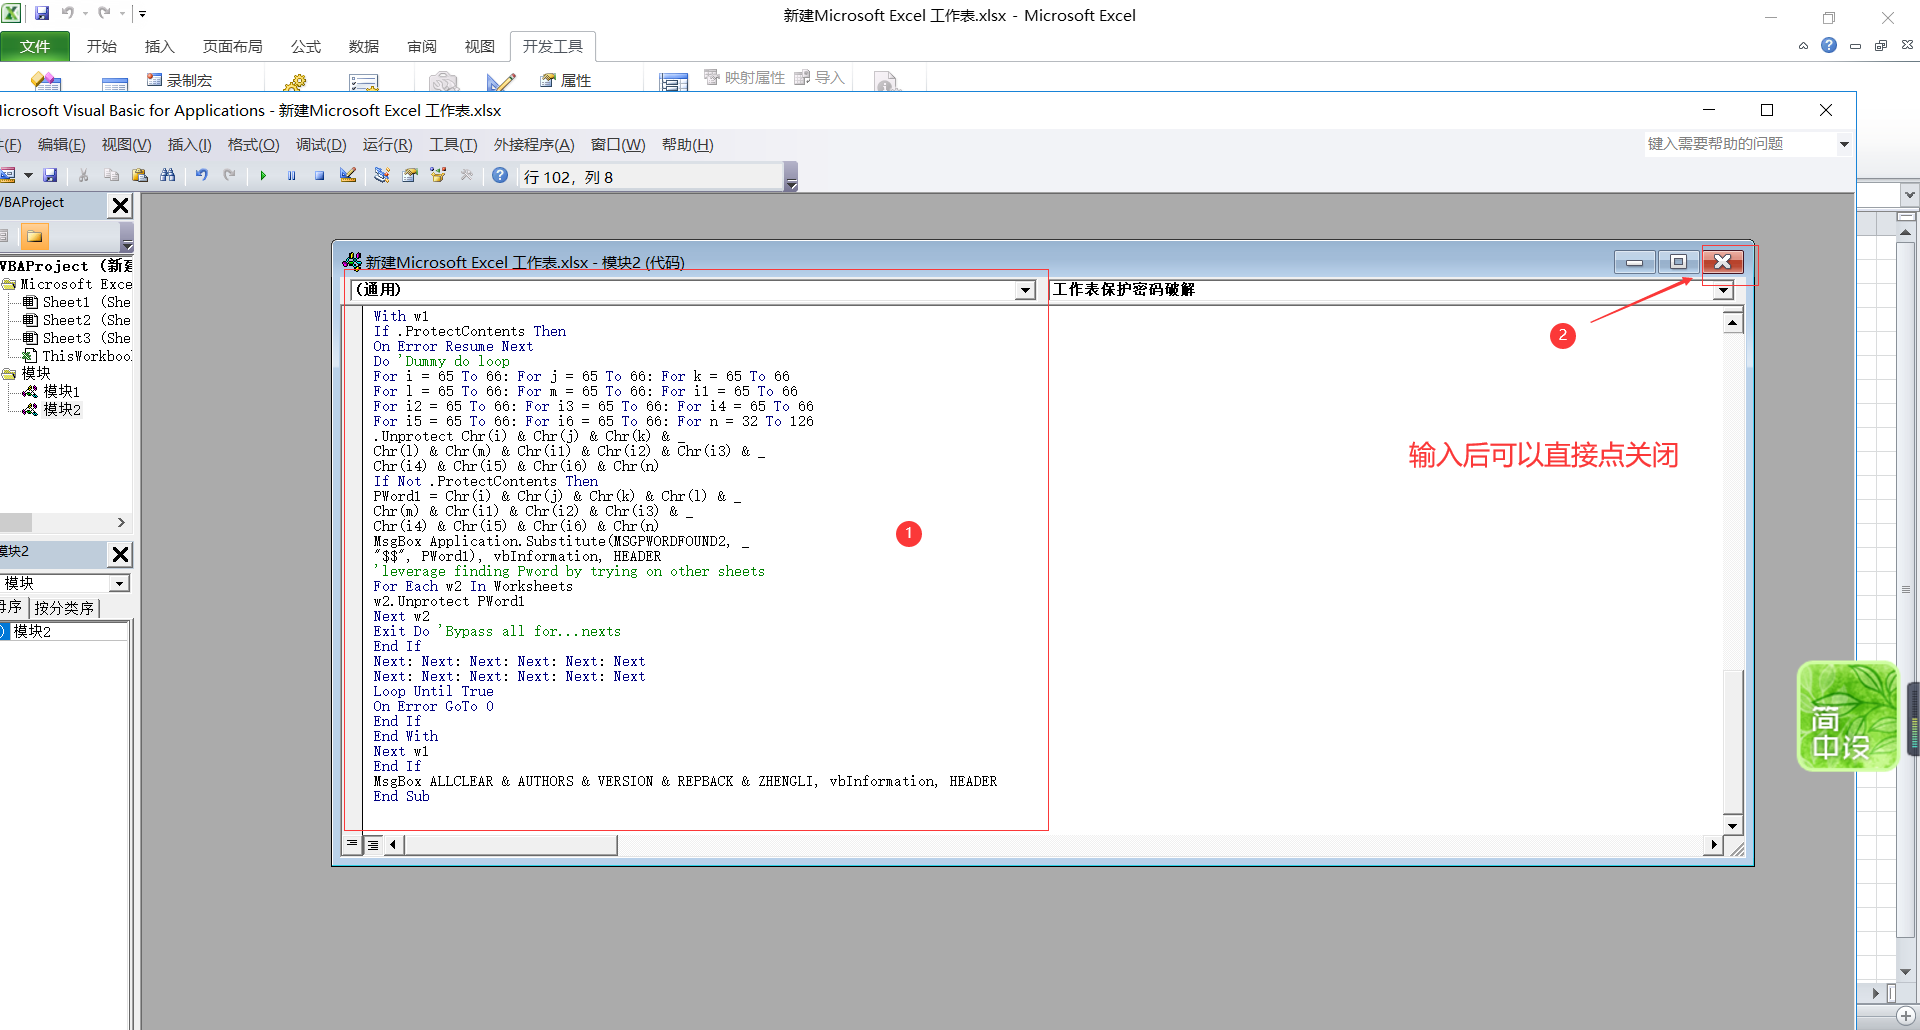 新建Microsoft Excel 工作表.xlsx - Microsoft Excel
文件 开始 插入 页面布局 公式 数据 审阅 视图 开发工具
录制宏 属性 映射属性 导入
icrosoft Visual Basic for Applications - 新建Microsoft Excel 工作表.xlsx
(F) 编辑(E) 视图(V) 插入(I) 格式(O) 调试(D) 运行(R) 工具(T) 外接程序(A) 窗口(W) 帮助(H) 键入需要帮助的问题
行 102，列 8
VBAProject
VBAProject (新建
Microsoft Exce
Sheet1 (She
Sheet2 (She
Sheet3 (She
ThisWorkboo
模块
模块1
模块2
模块2
模块
母序 按分类序
模块2
新建Microsoft Excel 工作表.xlsx - 模块2 (代码)
(通用) 工作表保护密码破解
With w1
If .ProtectContents Then
On Error Resume Next
Do 'Dummy do loop
For i = 65 To 66: For j = 65 To 66: For k = 65 To 66
For l = 65 To 66: For m = 65 To 66: For i1 = 65 To 66
For i2 = 65 To 66: For i3 = 65 To 66: For i4 = 65 To 66
For i5 = 65 To 66: For i6 = 65 To 66: For n = 32 To 126
.Unprotect Chr(i) & Chr(j) & Chr(k) & _
Chr(l) & Chr(m) & Chr(i1) & Chr(i2) & Chr(i3) & _
Chr(i4) & Chr(i5) & Chr(i6) & Chr(n)
If Not .ProtectContents Then
PWord1 = Chr(i) & Chr(j) & Chr(k) & Chr(l) & _
Chr(m) & Chr(i1) & Chr(i2) & Chr(i3) & _
Chr(i4) & Chr(i5) & Chr(i6) & Chr(n)
MsgBox Application.Substitute(MSGPWORDFOUND2, _
"$$", PWord1), vbInformation, HEADER
'leverage finding Pword by trying on other sheets
For Each w2 In Worksheets
w2.Unprotect PWord1
Next w2
Exit Do 'Bypass all for...nexts
End If
Next: Next: Next: Next: Next: Next
Next: Next: Next: Next: Next: Next
Loop Until True
On Error GoTo 0
End If
End With
Next w1
End If
MsgBox ALLCLEAR & AUTHORS & VERSION & REPBACK & ZHENGLI, vbInformation, HEADER
End Sub
1
2
输入后可以直接点关闭
简
中设